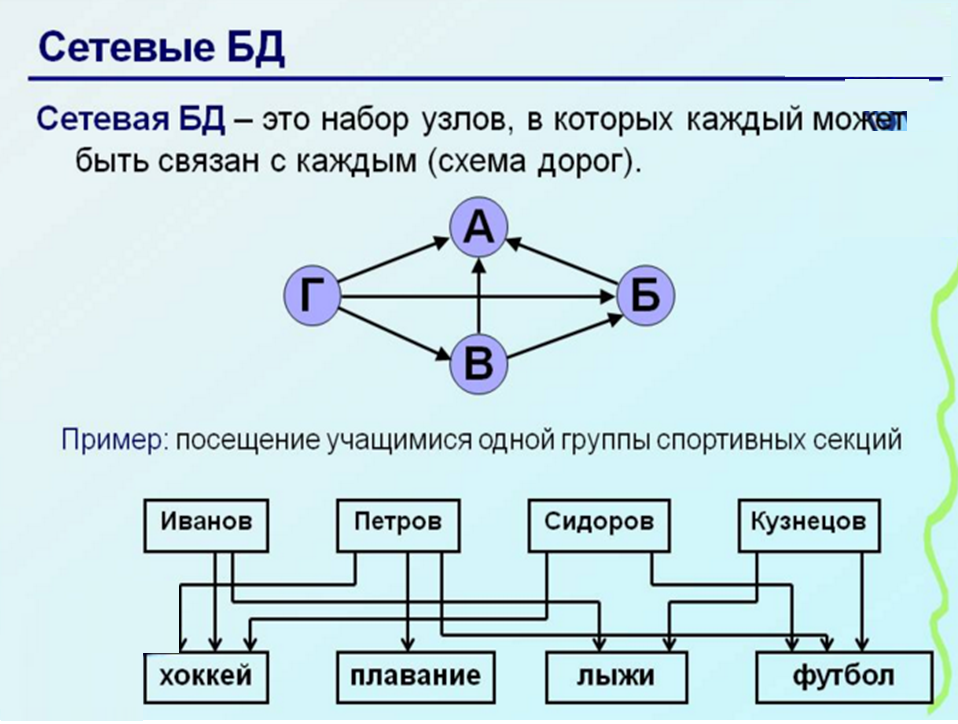 Сетевые БД
Сетевая БД – это набор узлов, в которых каждый может
быть связан с каждым (схема дорог).
А
Г
Б
В
Пример: посещение учащимися одной группы спортивных секций
Иванов
Петров
Сидоров
Кузнецов
хоккей
плавание
лыжи
футбол